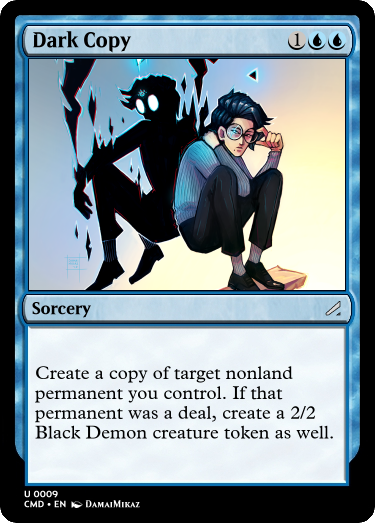 Dark Copy 1
Sorcery
Create a copy of target nonland
permanent you control. If that
permanent was a deal, create a 2/2
Black Demon creature token as well.
U 0009
CMD • EN DamaiMikaz